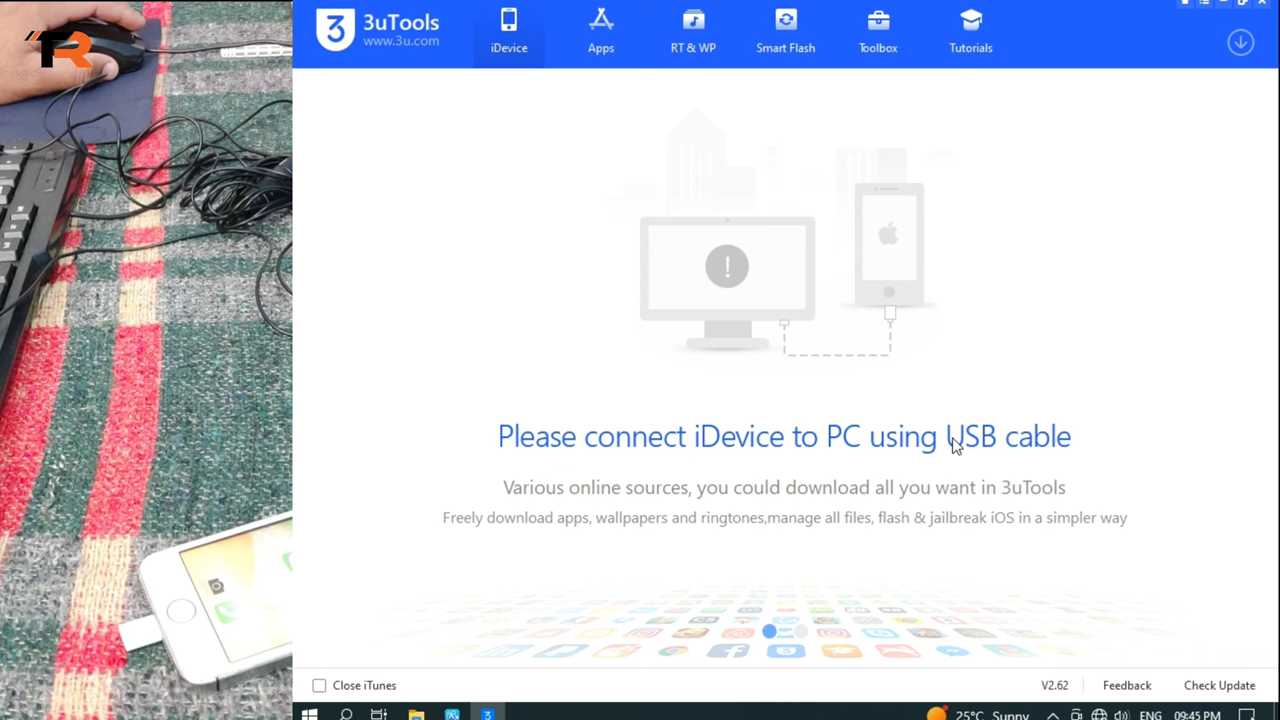 TR
3
3uTools
www.3u.com
iDevice
Apps
RT & WP
Smart Flash
Toolbox
Tutorials
Please connect iDevice to PC using USB cable
Various online sources, you could download all you want in 3uTools
Freely download apps, wallpapers and ringtones,manage all files, flash & jailbreak iOS in a simpler way
Close iTunes
V2.62
Feedback
Check Update
3
25°C Sunny
ENG
09:45 PM